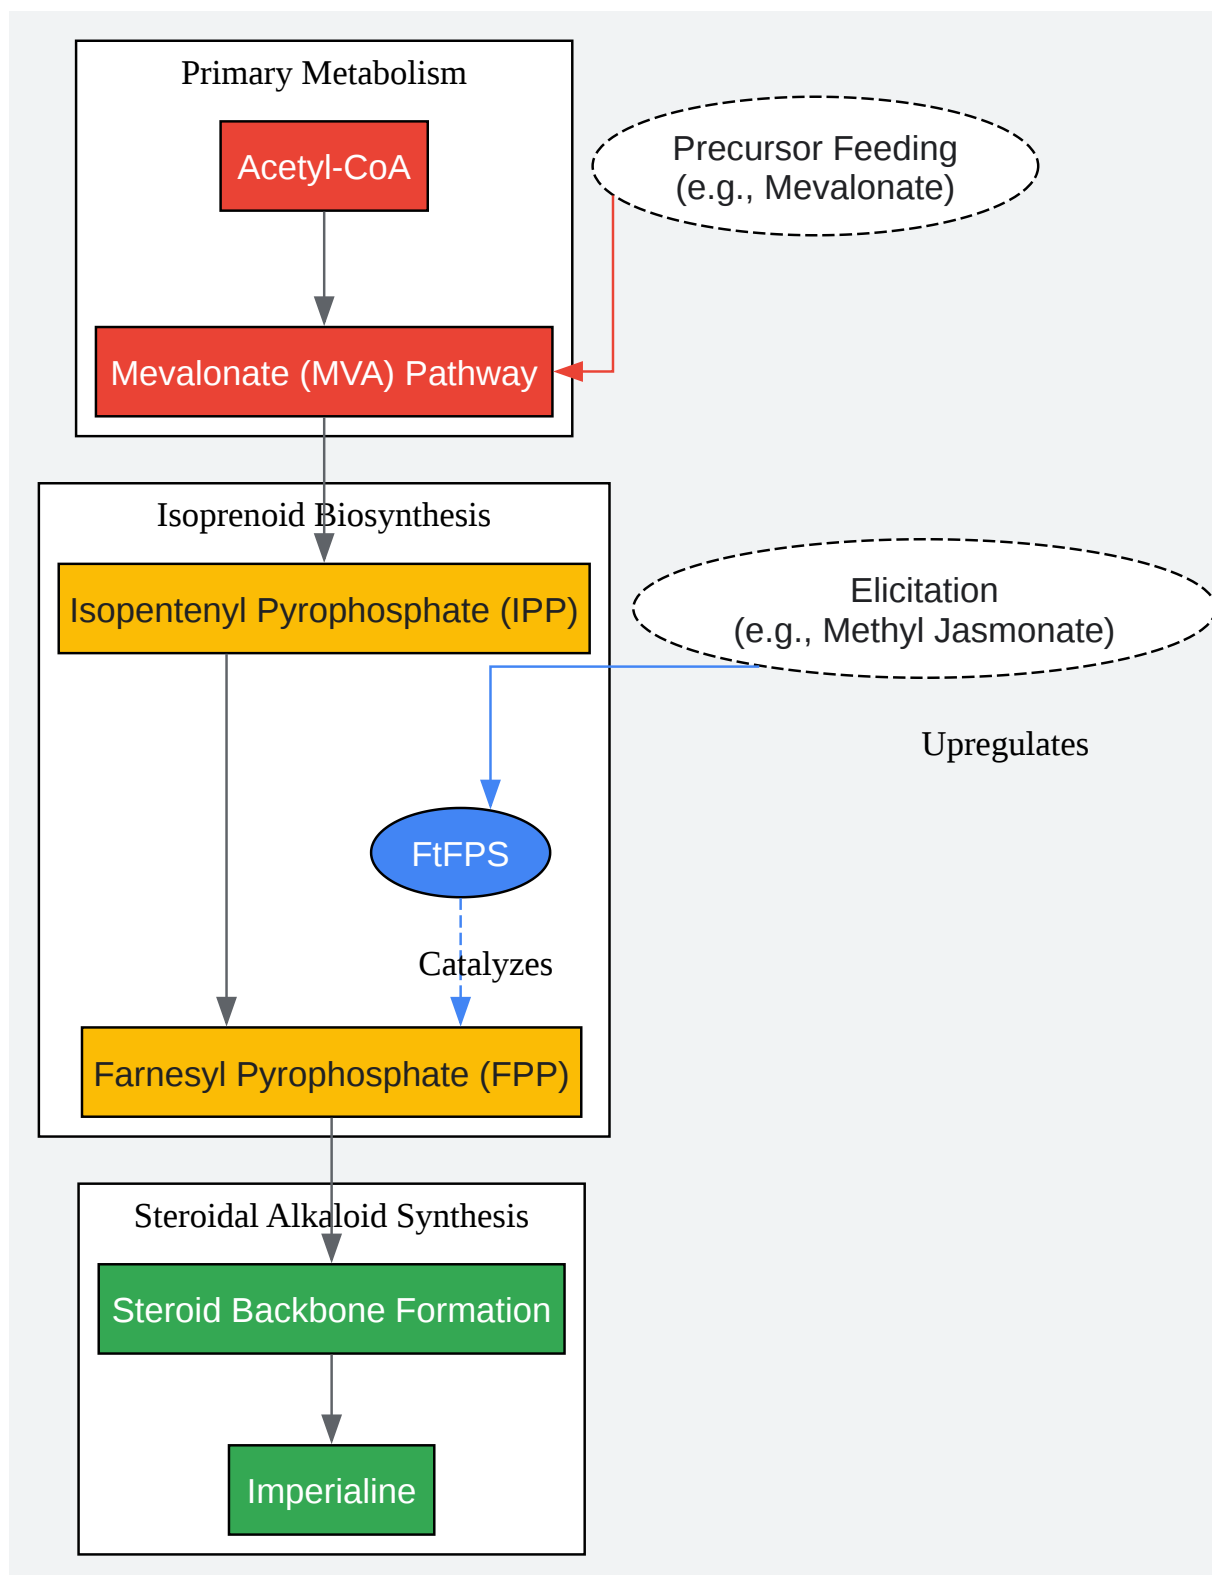 Primary Metabolism
Acetyl-CoA
Precursor Feeding
(e.g., Mevalonate)
Mevalonate (MVA) Pathway
Isoprenoid Biosynthesis
Isopentenyl Pyrophosphate (IPP)
Elicitation
(e.g., Methyl Jasmonate)
Upregulates
FtFPS
Catalyzes
Farnesyl Pyrophosphate (FPP)
Steroidal Alkaloid Synthesis
Steroid Backbone Formation
Imperialine